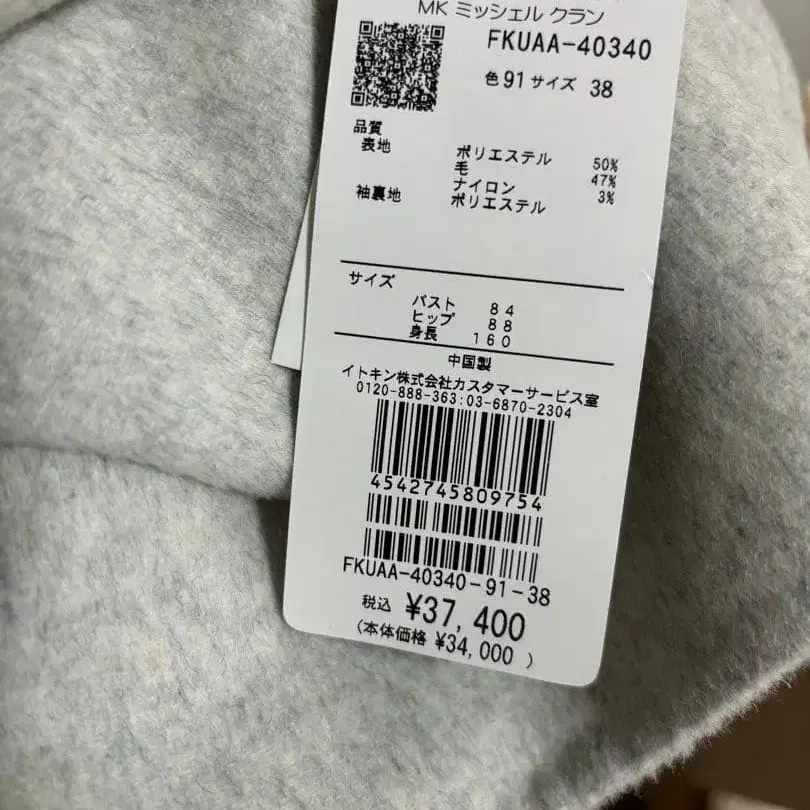 MK ミッシェル クラン
FKUAA-40340
色 91 サイズ 38
品質
表地 ポリエステル 50%
毛 47%
ナイロン 3%
袖裏地 ポリエステル
サイズ
バスト 84
ヒップ 88
身長 160
中国製
イトキン株式会社カスタマーサービス室
0120-888-363:03-6870-2304
4542745809754
FKUAA-40340-91-38
税込 ¥37,400
(本体価格 ¥34,000 )